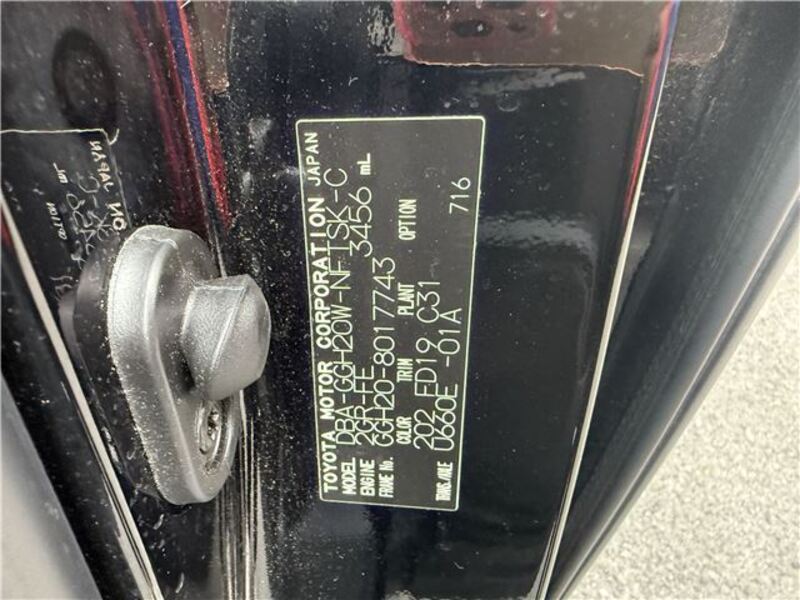 TOYOTA MOTOR CORPORATION JAPAN
MODEL DBA-GGH20W-NFTSK-C
ENGINE 2GR-FE 3456 mL
FRAME No. GGH20-8017743
COLOR TRIM PLANT OPTION
202 FD19 C31 716
TRNS./AXLE U660E -01A